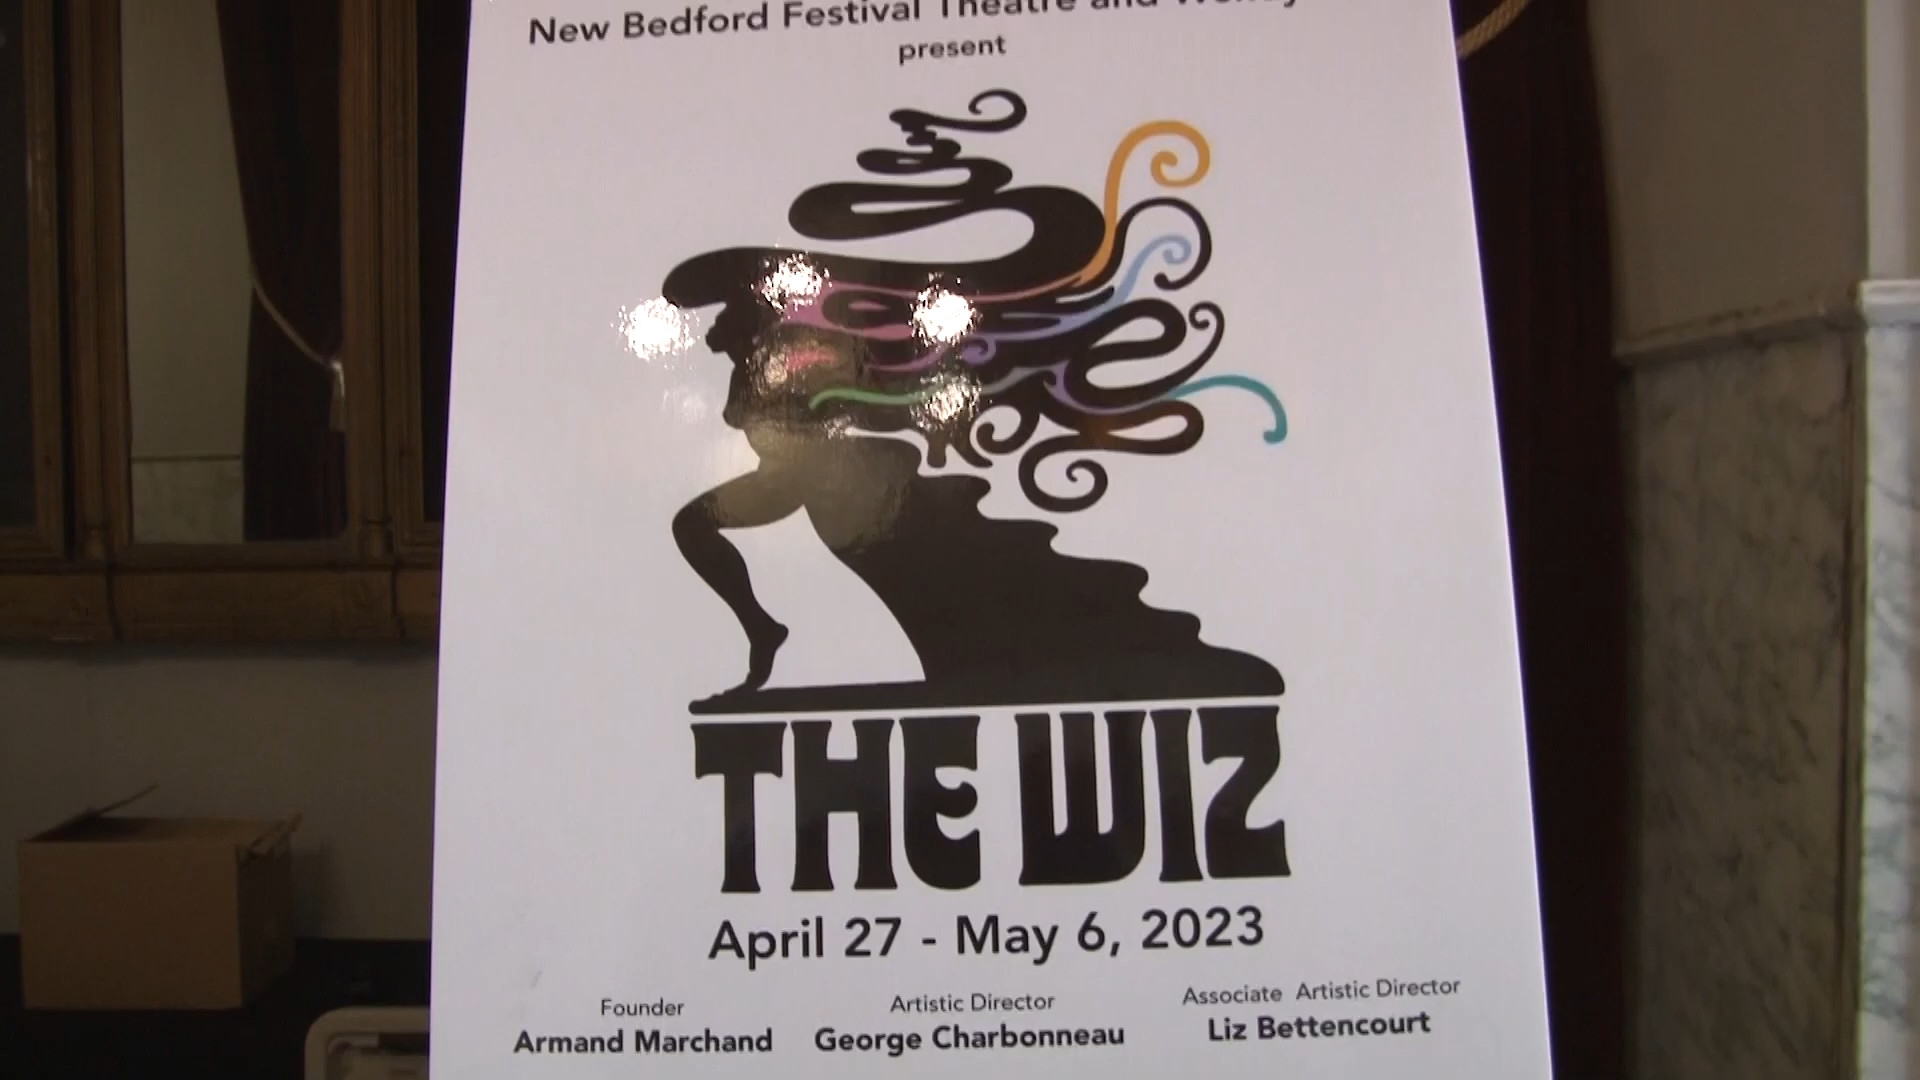 New Bedford Festival Theatre and
present
THE WIZ
April 27 - May 6, 2023
Founder
Armand Marchand
Artistic Director
George Charbonneau
Associate Artistic Director
Liz Bettencourt